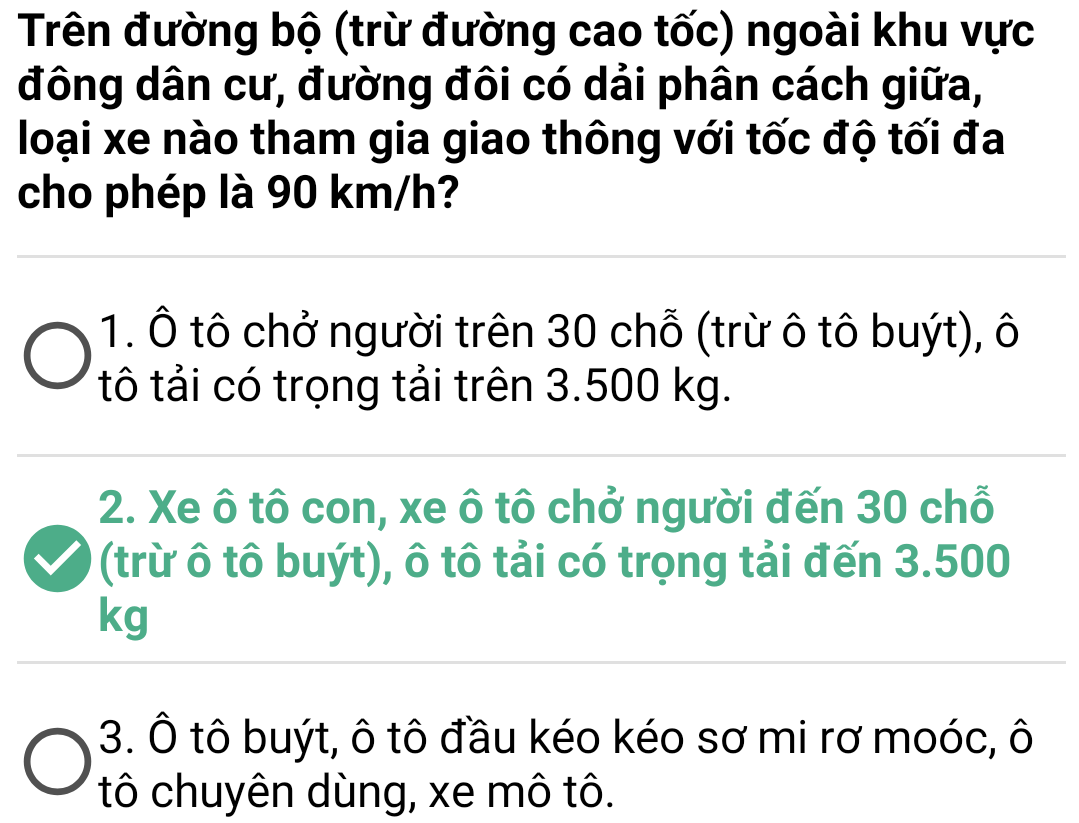 Trên đường bộ (trừ đường cao tốc) ngoài khu vực
đông dân cư, đường đôi có dải phân cách giữa,
loại xe nào tham gia giao thông với tốc độ tối đa
cho phép là 90 km/h?
1. Ô tô chở người trên 30 chỗ (trừ ô tô buýt), ô
tô tải có trọng tải trên 3.500 kg.
2. Xe ô tô con, xe ô tô chở người đến 30 chỗ
(trừ ô tô buýt), ô tô tải có trọng tải đến 3.500
kg
3. Ô tô buýt, ô tô đầu kéo kéo sơ mi rơ moóc, ô
tô chuyên dùng, xe mô tô.